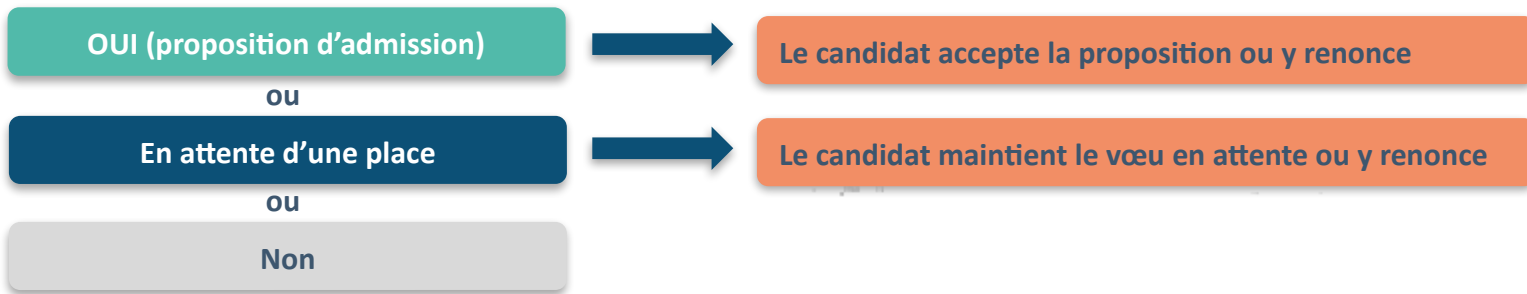 OUI (proposition d’admission)
Le candidat accepte la proposition ou y renonce
ou
En attente d’une place
Le candidat maintient le vœu en attente ou y renonce
ou
Non